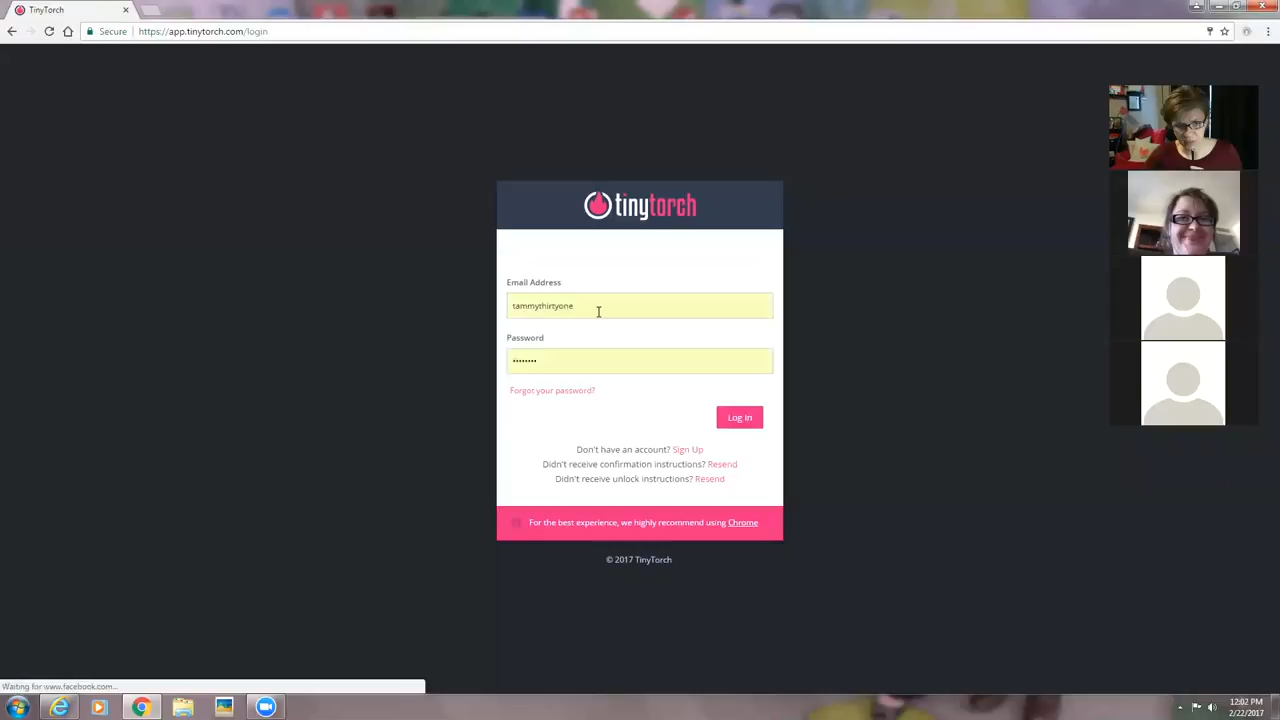 TinyTorch
Secure https://app.tinytorch.com/login
tinytorch
Email Address
tammythirtyone
Password
••••••••
Forgot your password?
Log In
Don't have an account? Sign Up
Didn't receive confirmation instructions? Resend
Didn't receive unlock instructions? Resend
For the best experience, we highly recommend using Chrome
© 2017 TinyTorch
Waiting for www.facebook.com...
12:02 PM
2/22/2017